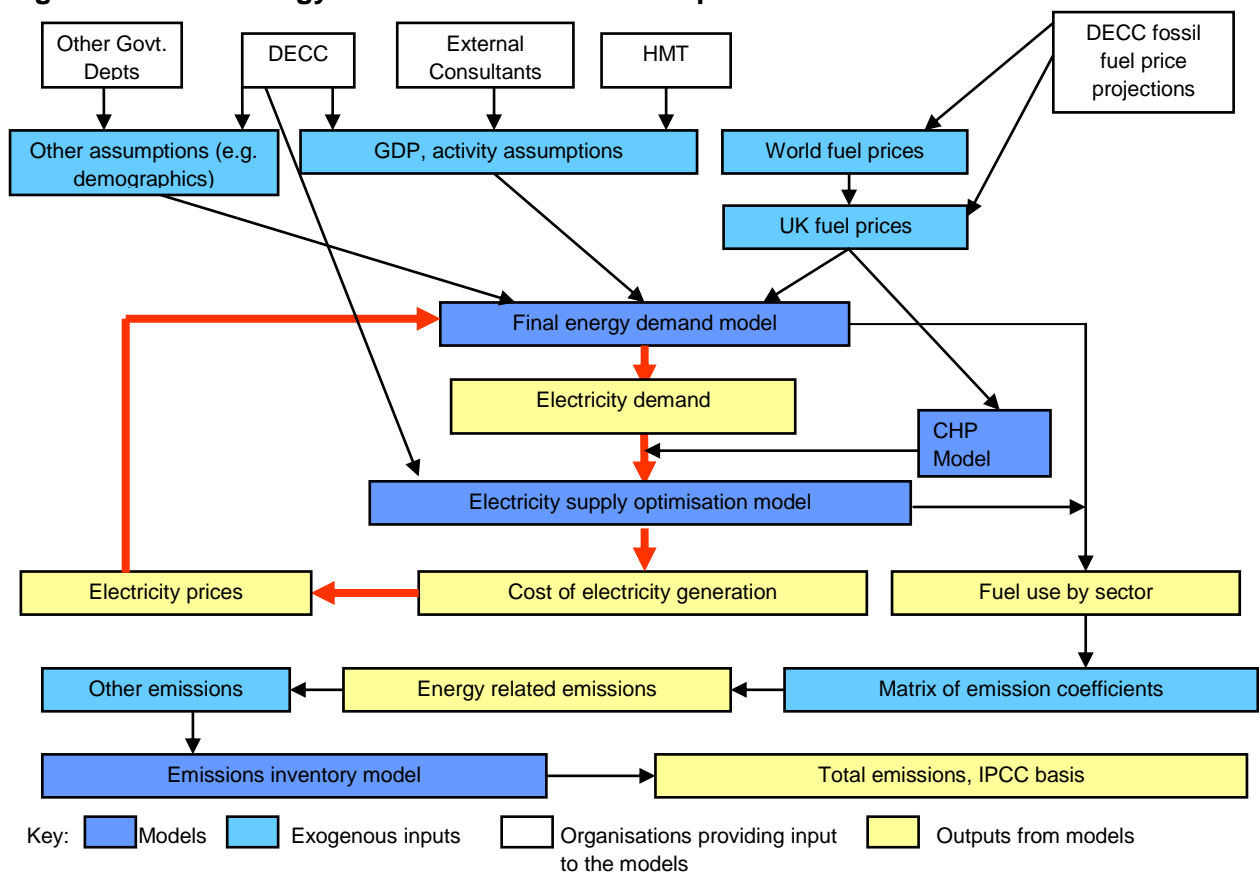 Other Govt.
Depts
DECC
External
Consultants
HMT
DECC fossil
fuel price
projections
Other assumptions (e.g.
demographics)
GDP, activity assumptions
World fuel prices
UK fuel prices
Final energy demand model
Electricity demand
CHP
Model
Electricity supply optimisation model
Electricity prices
Cost of electricity generation
Fuel use by sector
Other emissions
Energy related emissions
Matrix of emission coefficients
Emissions inventory model
Total emissions, IPCC basis
Key:
Models
Exogenous inputs
Organisations providing input
to the models
Outputs from models